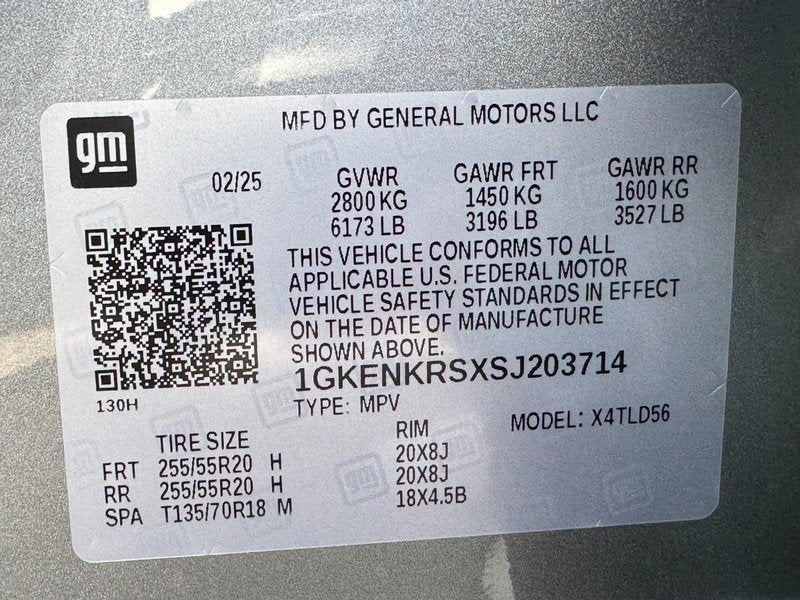 gm
MFD BY GENERAL MOTORS LLC
02/25 GVWR GAWR FRT GAWR RR
2800 KG 1450 KG 1600 KG
6173 LB 3196 LB 3527 LB
THIS VEHICLE CONFORMS TO ALL
APPLICABLE U.S. FEDERAL MOTOR
VEHICLE SAFETY STANDARDS IN EFFECT
ON THE DATE OF MANUFACTURE
SHOWN ABOVE.
1GKENKRSXSJ203714
130H
TYPE: MPV MODEL: X4TLD56
TIRE SIZE RIM
FRT 255/55R20 H 20X8J
RR 255/55R20 H 20X8J
SPA T135/70R18 M 18X4.5B